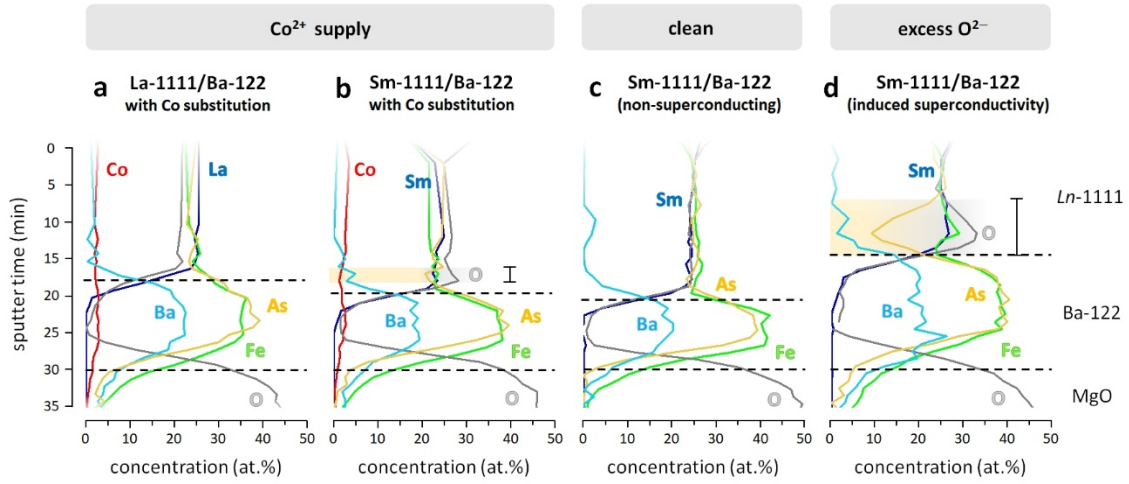 Co²⁺ supply
clean
excess O²⁻
a La-1111/Ba-122
with Co substitution
b Sm-1111/Ba-122
with Co substitution
c Sm-1111/Ba-122
(non-superconducting)
d Sm-1111/Ba-122
(induced superconductivity)
sputter time (min)
0
5
10
15
20
25
30
35
Co
La
Ba
As
Fe
O
0 10 20 30 40 50
concentration (at.%)
Co
Sm
O
Ba
As
Fe
O
0 10 20 30 40 50
concentration (at.%)
Sm
As
Ba
Fe
O
0 10 20 30 40 50
concentration (at.%)
Sm
O
Ba
As
Fe
O
0 10 20 30 40 50
concentration (at.%)
Ln-1111
Ba-122
MgO